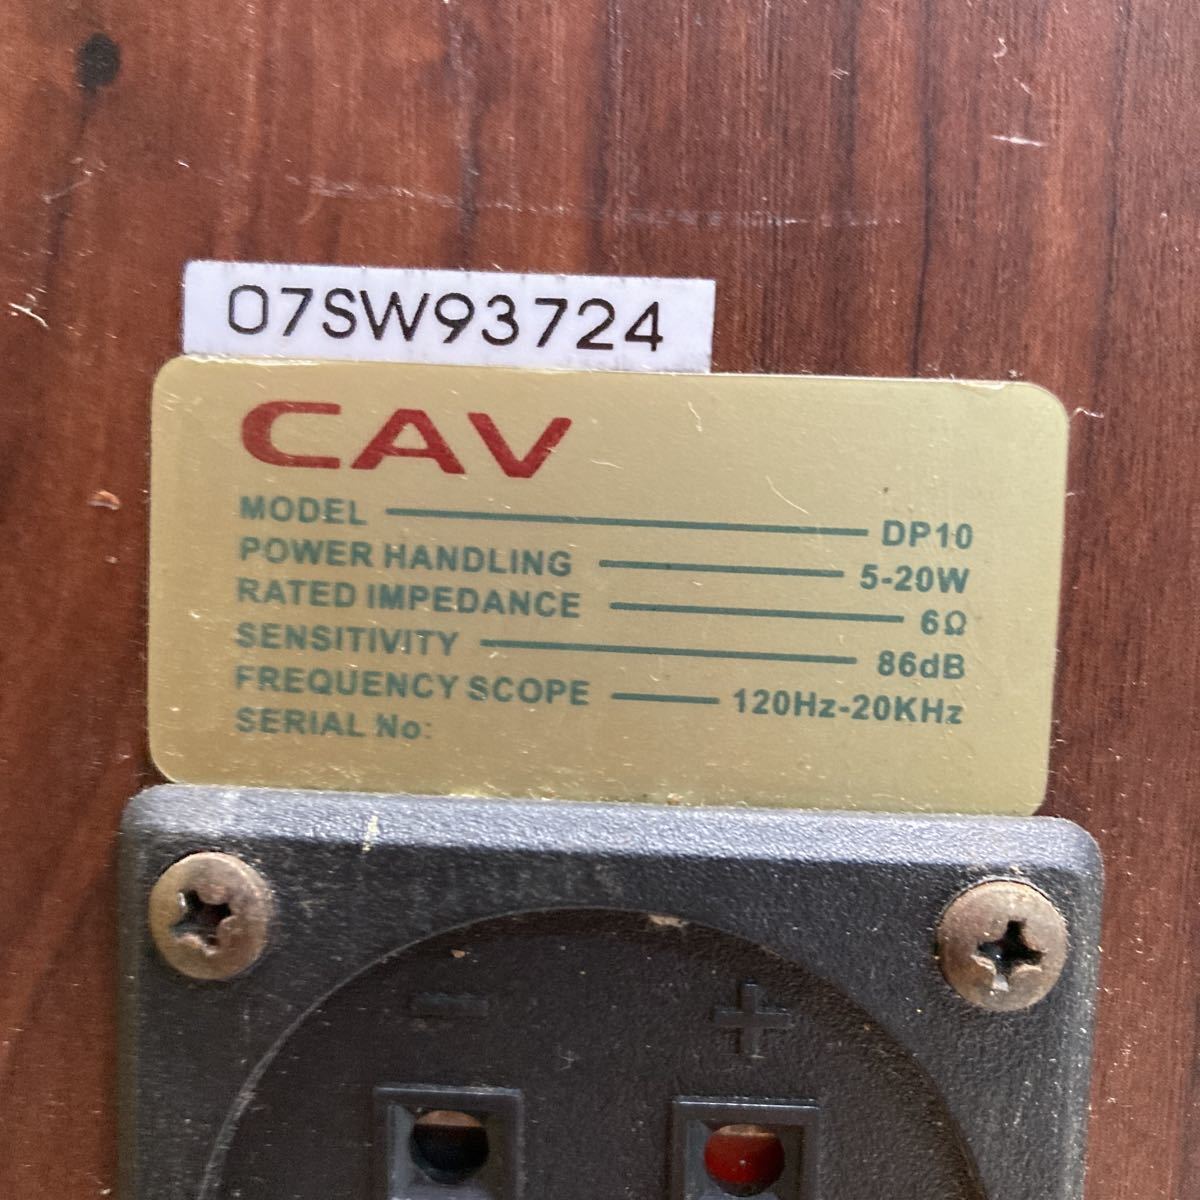 07SW93724
CAV
MODEL DP10
POWER HANDLING 5-20W
RATED IMPEDANCE 6Ω
SENSITIVITY 86dB
FREQUENCY SCOPE 120Hz-20KHz
SERIAL No:
- +